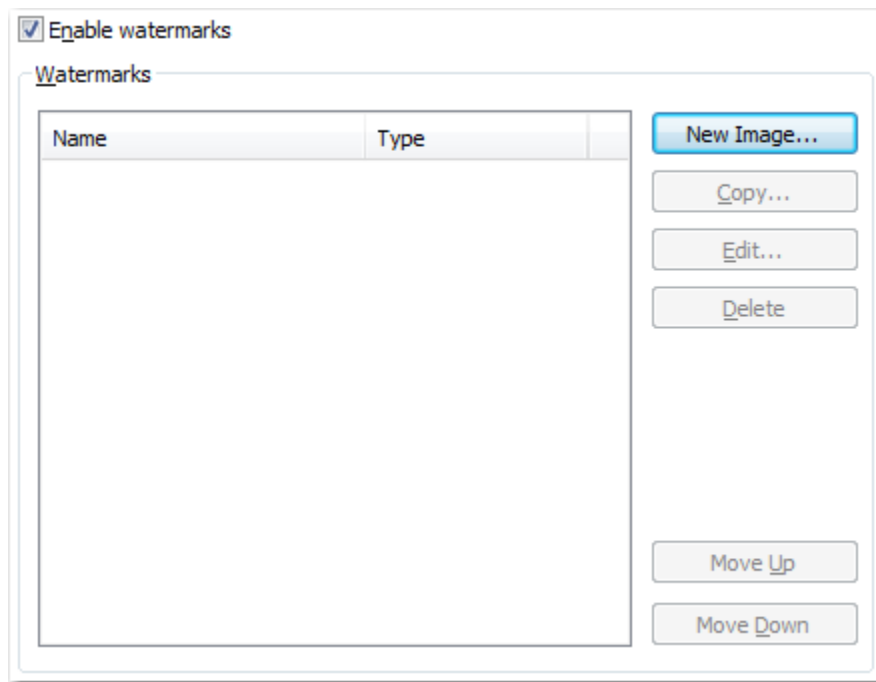 Enable watermarks
Watermarks
Name Type
New Image...
Copy...
Edit...
Delete
Move Up
Move Down